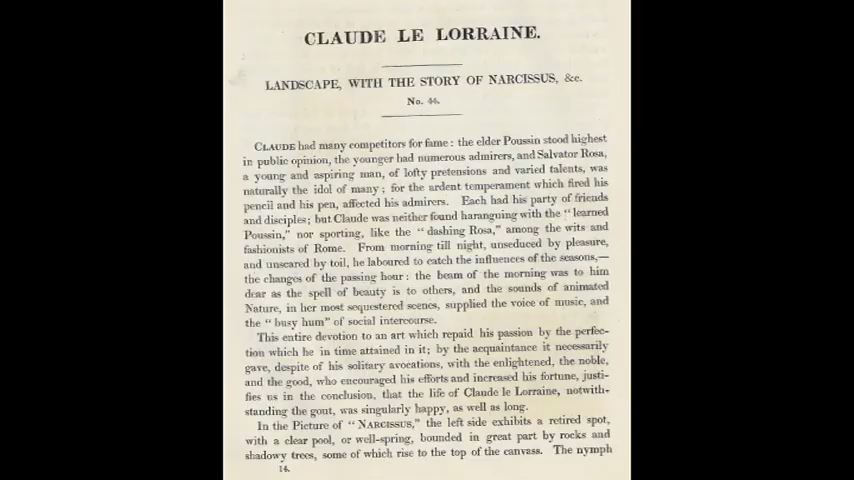 CLAUDE LE LORRAINE.
LANDSCAPE, WITH THE STORY OF NARCISSUS, &c.
No. 44.
CLAUDE had many competitors for fame : the elder Poussin stood highest
in public opinion, the younger had numerous admirers, and Salvator Rosa,
a young and aspiring man, of lofty pretensions and varied talents, was
naturally the idol of many ; for the ardent temperament which fired his
pencil and his pen, affected his admirers. Each had his party of friends
and disciples; but Claude was neither found haranguing with the "learned
Poussin," nor sporting, like the "dashing Rosa," among the wits and
fashionists of Rome. From morning till night, unseduced by pleasure,
and unscared by toil, he laboured to catch the influences of the seasons,—
the changes of the passing hour : the beam of the morning was to him
dear as the spell of beauty is to others, and the sounds of animated
Nature, in her most sequestered scenes, supplied the voice of music, and
the "busy hum" of social intercourse.
This entire devotion to an art which repaid his passion by the perfec-
tion which he in time attained in it; by the acquaintance it necessarily
gave, despite of his solitary avocations, with the enlightened, the noble,
and the good, who encouraged his efforts and increased his fortune, justi-
fies us in the conclusion, that the life of Claude le Lorraine, notwith-
standing the gout, was singularly happy, as well as long.
In the Picture of "NARCISSUS," the left side exhibits a retired spot,
with a clear pool, or well-spring, bounded in great part by rocks and
shadowy trees, some of which rise to the top of the canvass. The nymph
14.